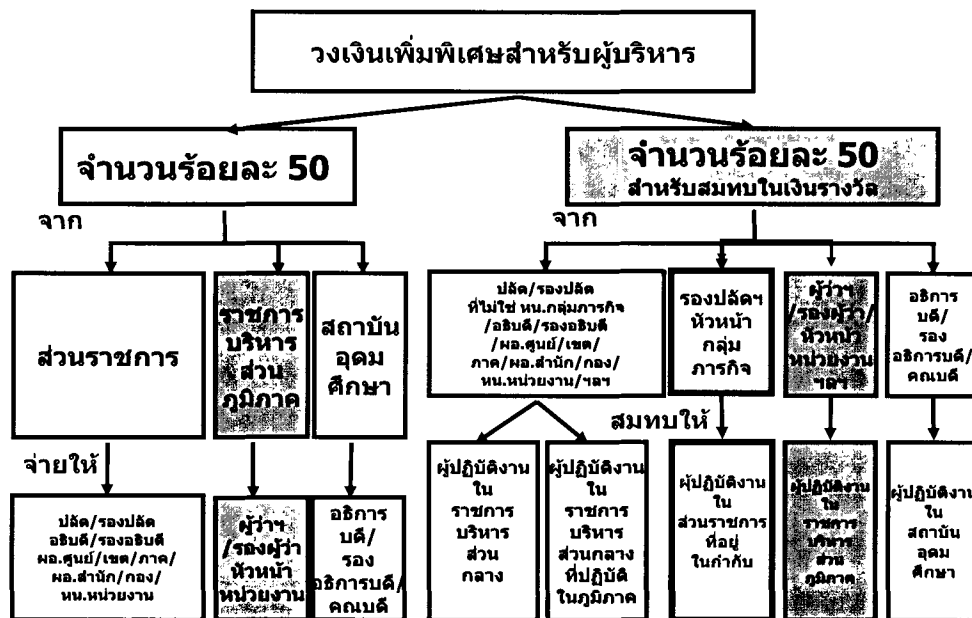 วงเงินเพิ่มพิเศษสำหรับผู้บริหาร
จำนวนร้อยละ 50
จำนวนร้อยละ 50
สำหรับสมทบในเงินรางวัล
จาก
จาก
ส่วนราชการ
ราชการ
บริหาร
ส่วน
ภูมิภาค
สถาบัน
อุดม
ศึกษา
ปลัด/รองปลัด
ที่ไม่ใช่ หน.กลุ่มภารกิจ
/อธิบดี/รองอธิบดี
/ผอ.ศูนย์/เขต/
ภาค/ผอ.สำนัก/กอง/
หน.หน่วยงาน/ฯลฯ
รองปลัดฯ
หัวหน้า
กลุ่ม
ภารกิจ
ผู้ว่าฯ
/รองผู้ว่า/
หัวหน้า
หน่วยงาน
ฯลฯ
อธิการ
บดี/
รอง
อธิการบดี/
คณบดี
จ่ายให้
สมทบให้
ปลัด/รองปลัด
อธิบดี/รองอธิบดี
ผอ.ศูนย์/เขต/ภาค/
ผอ.สำนัก/กอง/
หน.หน่วยงาน
ผู้ว่าฯ
/รองผู้ว่า
หัวหน้า
หน่วยงาน
อธิการ
บดี/
รอง
อธิการบดี/
คณบดี
ผู้ปฏิบัติงาน
ใน
ราชการ
บริหาร
ส่วน
กลาง
ผู้ปฏิบัติงาน
ใน
ราชการ
บริหาร
ส่วนกลาง
ที่ปฏิบัติ
ในภูมิภาค
ผู้ปฏิบัติงาน
ใน
ส่วนราชการ
ที่อยู่
ในกำกับ
ผู้ปฏิบัติงาน
ใน
ราชการ
บริหาร
ส่วน
ภูมิภาค
ผู้ปฏิบัติงาน
ใน
สถาบัน
อุดม
ศึกษา